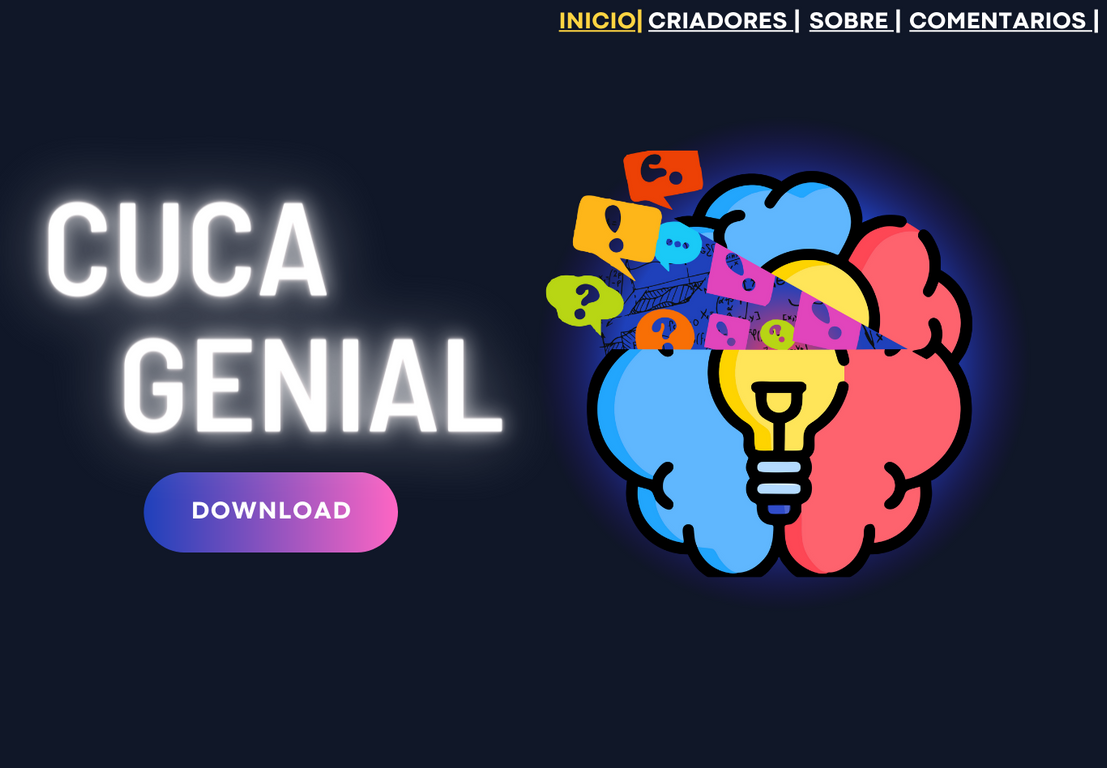 INICIO| CRIADORES | SOBRE | COMENTARIOS |
CUCA
GENIAL
DOWNLOAD